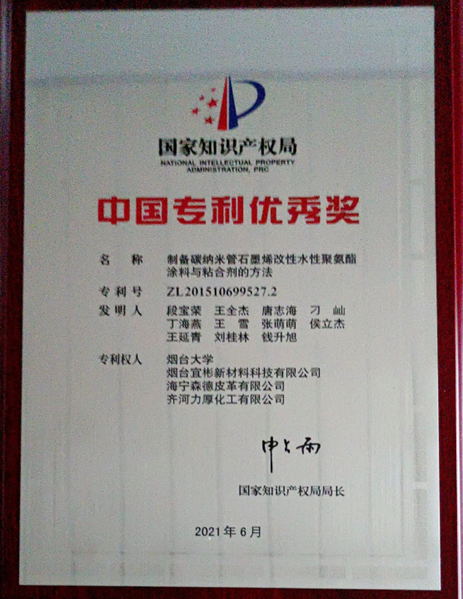 国家知识产权局
NATIONAL INTELLECTUAL PROPERTY
ADMINISTRATION, PRC
中国专利优秀奖
名 称 制备碳纳米管石墨烯改性水性聚氨酯
涂料与粘合剂的方法
专 利 号 ZL201510699527.2
发 明 人 段宝荣 王全杰 唐志海 刁屾
丁海燕 王雪 张萌萌 侯立杰
王延青 刘桂林 钱升旭
专利权人 烟台大学
烟台宜彬新材料科技有限公司
海宁森德皮革有限公司
齐河力厚化工有限公司
申长雨
国家知识产权局局长
2021年6月